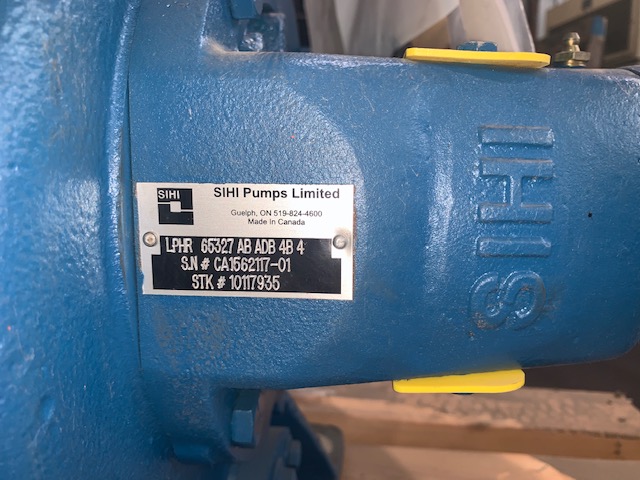 SIHI
SIHI Pumps Limited
Guelph, ON 519-824-4600
Made In Canada
LPHR 65327 AB ADB 4B 4
S.N # CA1562117-01
STK # 10117935
SIHI